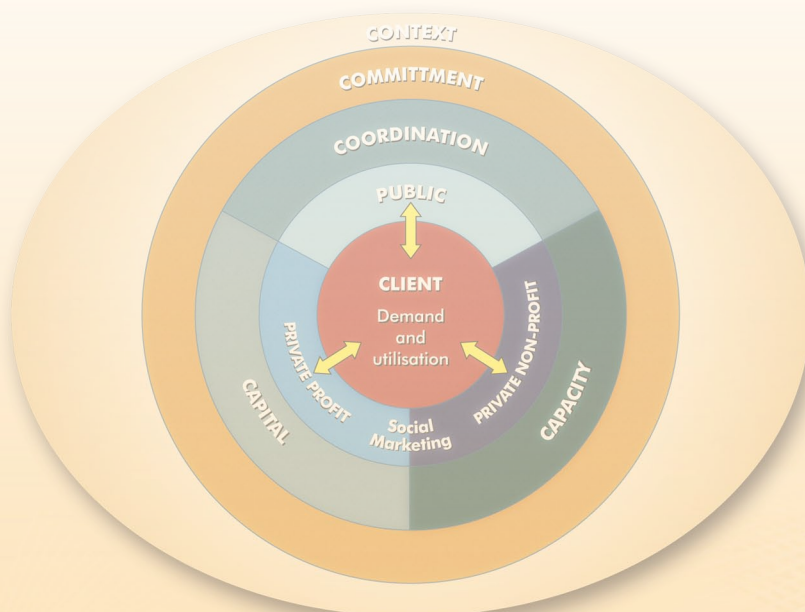 CONTEXT
COMMITTMENT
COORDINATION
PUBLIC
CLIENT
Demand
and
utilisation
PRIVATE PROFIT
PRIVATE NON-PROFIT
Social
Marketing
CAPITAL
CAPACITY